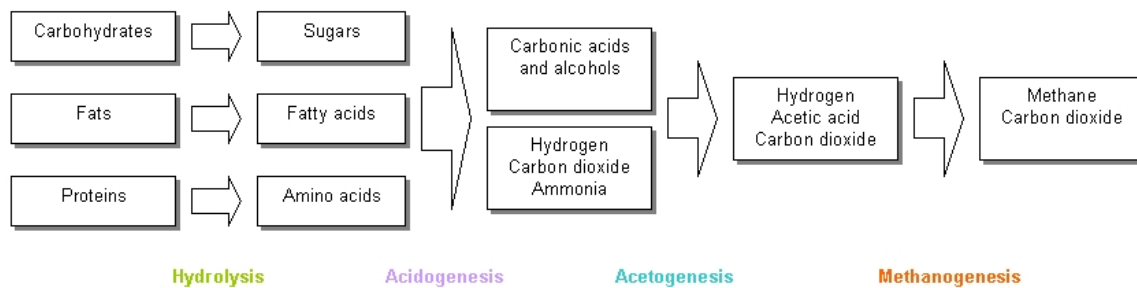 Carbohydrates
Sugars
Fats
Fatty acids
Proteins
Amino acids
Carbonic acids
and alcohols
Hydrogen
Carbon dioxide
Ammonia
Hydrogen
Acetic acid
Carbon dioxide
Methane
Carbon dioxide
Hydrolysis
Acidogenesis
Acetogenesis
Methanogenesis